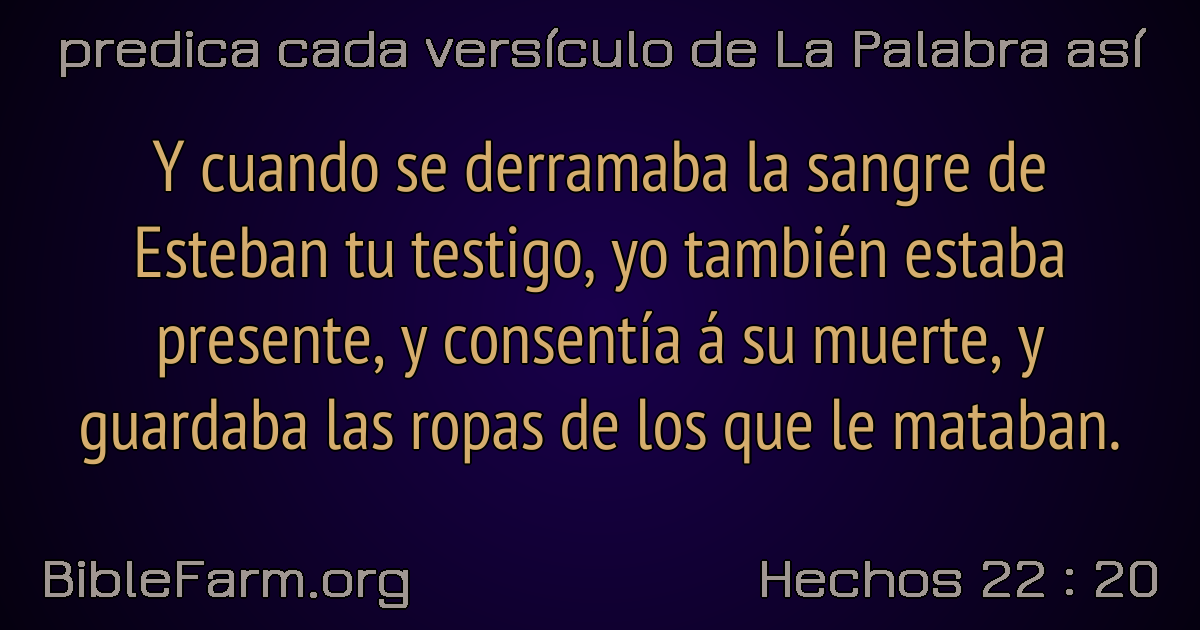 predica cada versículo de La Palabra así
Y cuando se derramaba la sangre de
Esteban tu testigo, yo también estaba
presente, y consentía á su muerte, y
guardaba las ropas de los que le mataban.
BibleFarm.org
Hechos 22 : 20